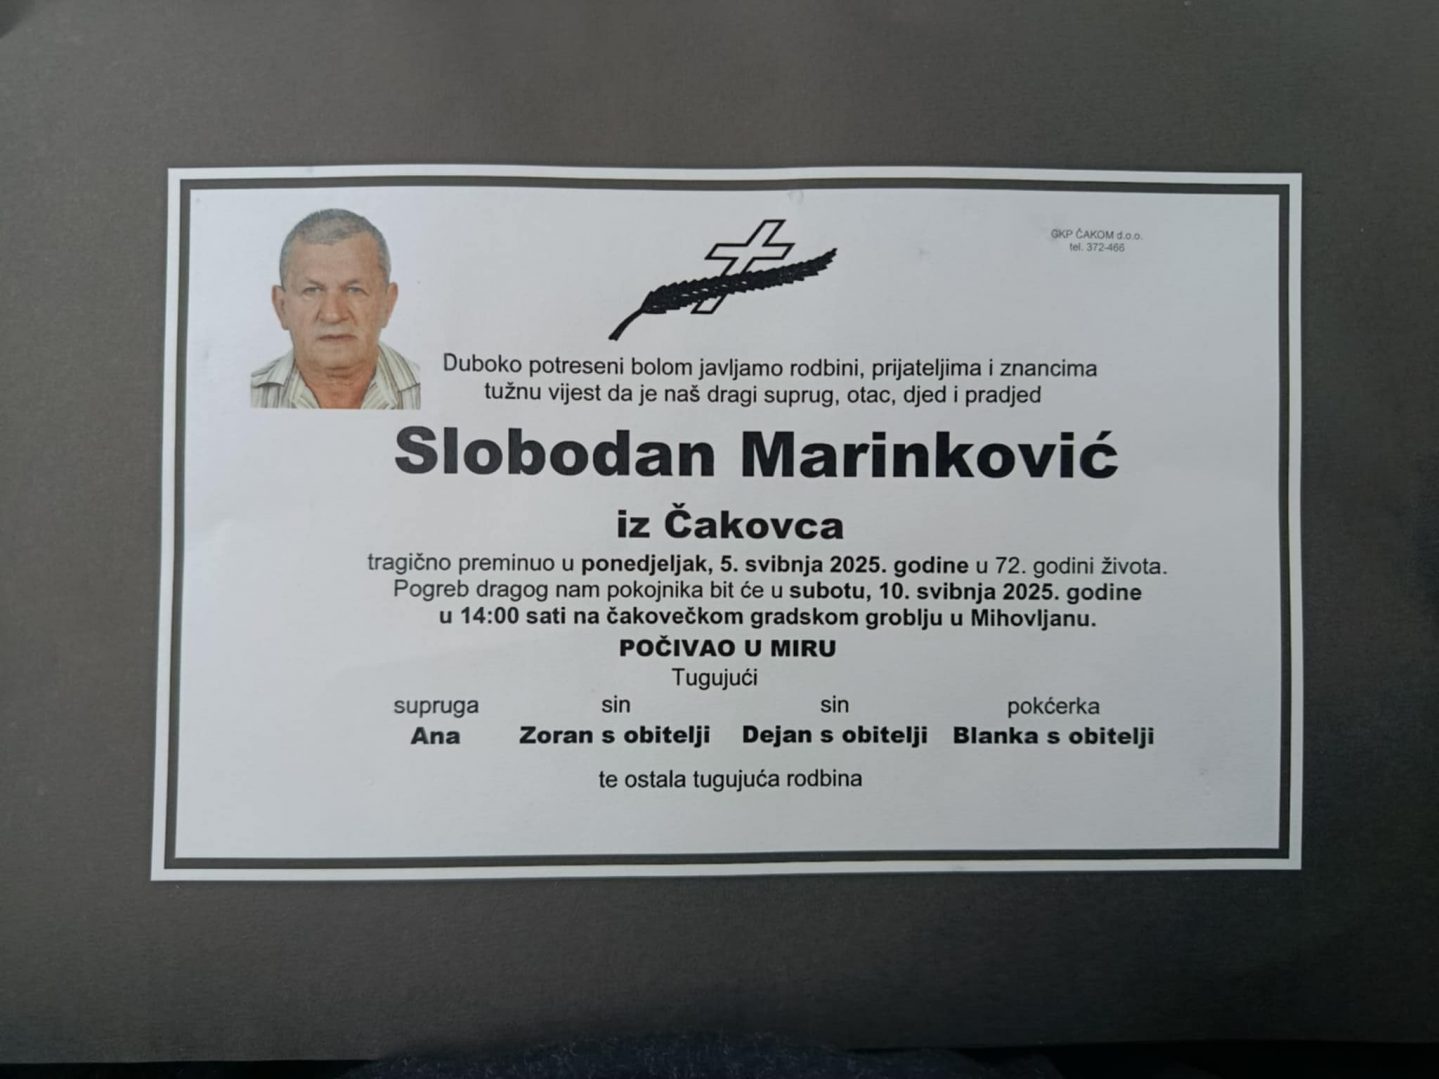 GKP ČAKOM d.o.o.
tel. 372-466
Duboko potreseni bolom javljamo rodbini, prijateljima i znancima
tužnu vijest da je naš dragi suprug, otac, djed i pradjed
Slobodan Marinković
iz Čakovca
tragično preminuo u ponedjeljak, 5. svibnja 2025. godine u 72. godini života.
Pogreb dragog nam pokojnika bit će u subotu, 10. svibnja 2025. godine
u 14:00 sati na čakovečkom gradskom groblju u Mihovljanu.
POČIVAO U MIRU
Tugujući
supruga sin sin pokćerka
Ana Zoran s obitelji Dejan s obitelji Blanka s obitelji
te ostala tugujuća rodbina